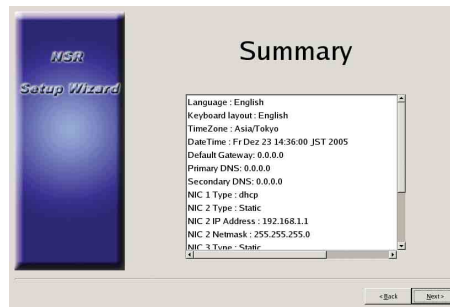 NSR
Setup Wizard
Summary
Language : English
Keyboard layout : English
TimeZone : Asia/Tokyo
DateTime : Fr Dez 23 14:36:00 JST 2005
Default Gateway: 0.0.0.0
Primary DNS: 0.0.0.0
Secondary DNS: 0.0.0.0
NIC 1 Type : dhcp
NIC 2 Type : Static
NIC 2 IP Address : 192.168.1.1
NIC 2 Netmask : 255.255.255.0
NIC 3 Type : Static
< Back
Next >